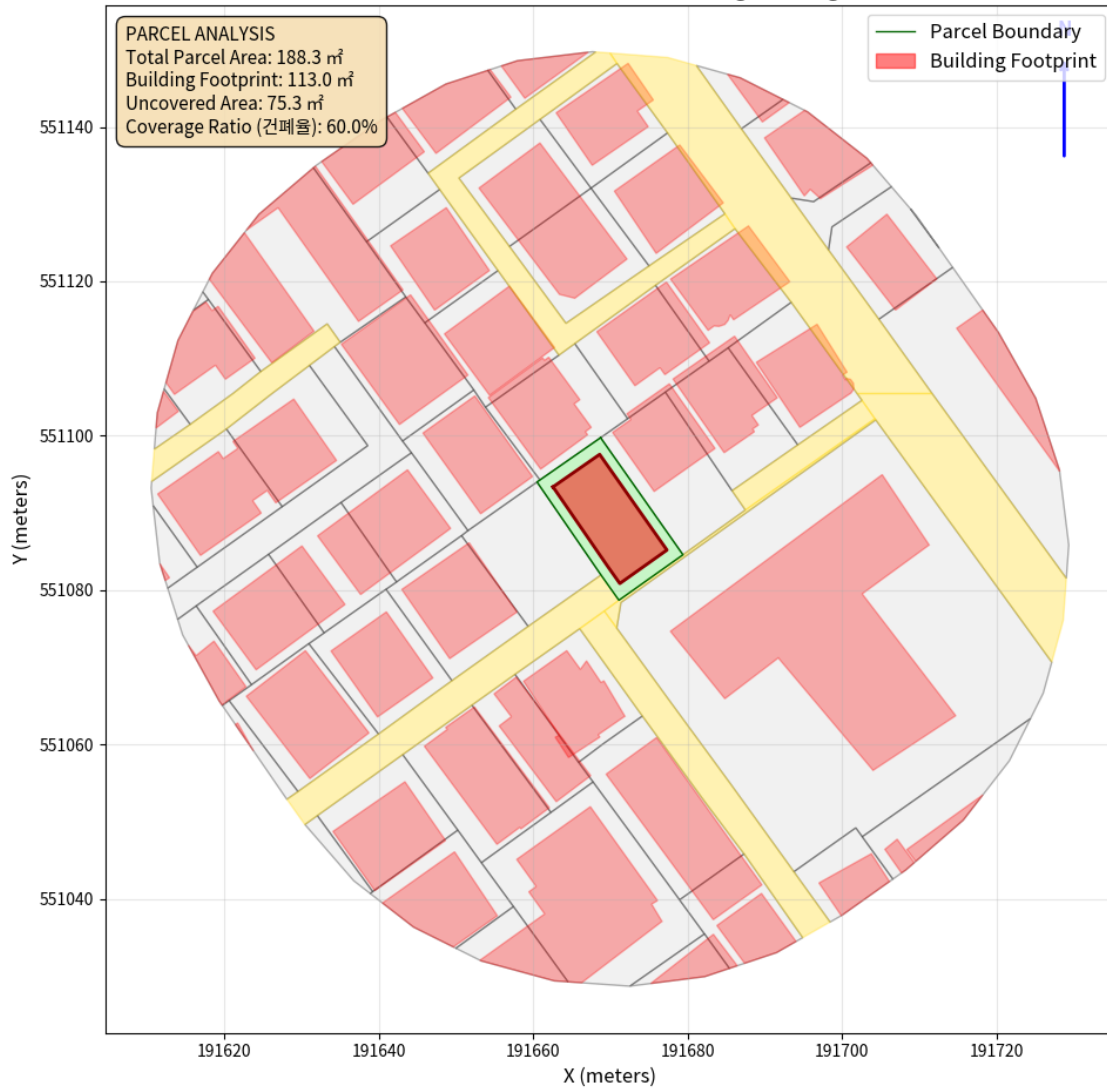 PARCEL ANALYSIS
Total Parcel Area: 188.3 ㎡
Building Footprint: 113.0 ㎡
Uncovered Area: 75.3 ㎡
Coverage Ratio (건폐율): 60.0%
N
Parcel Boundary
Building Footprint
551140
551120
551100
551080
551060
551040
Y (meters)
191620
191640
191660
191680
191700
191720
X (meters)